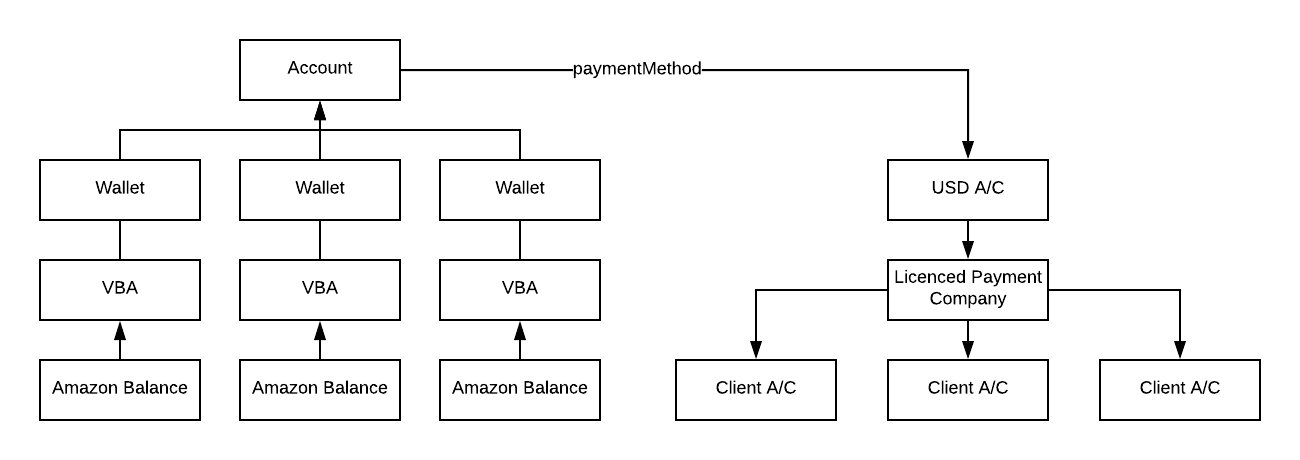 Account
paymentMethod
Wallet
Wallet
Wallet
USD A/C
VBA
VBA
VBA
Licenced Payment
Company
Amazon Balance
Amazon Balance
Amazon Balance
Client A/C
Client A/C
Client A/C